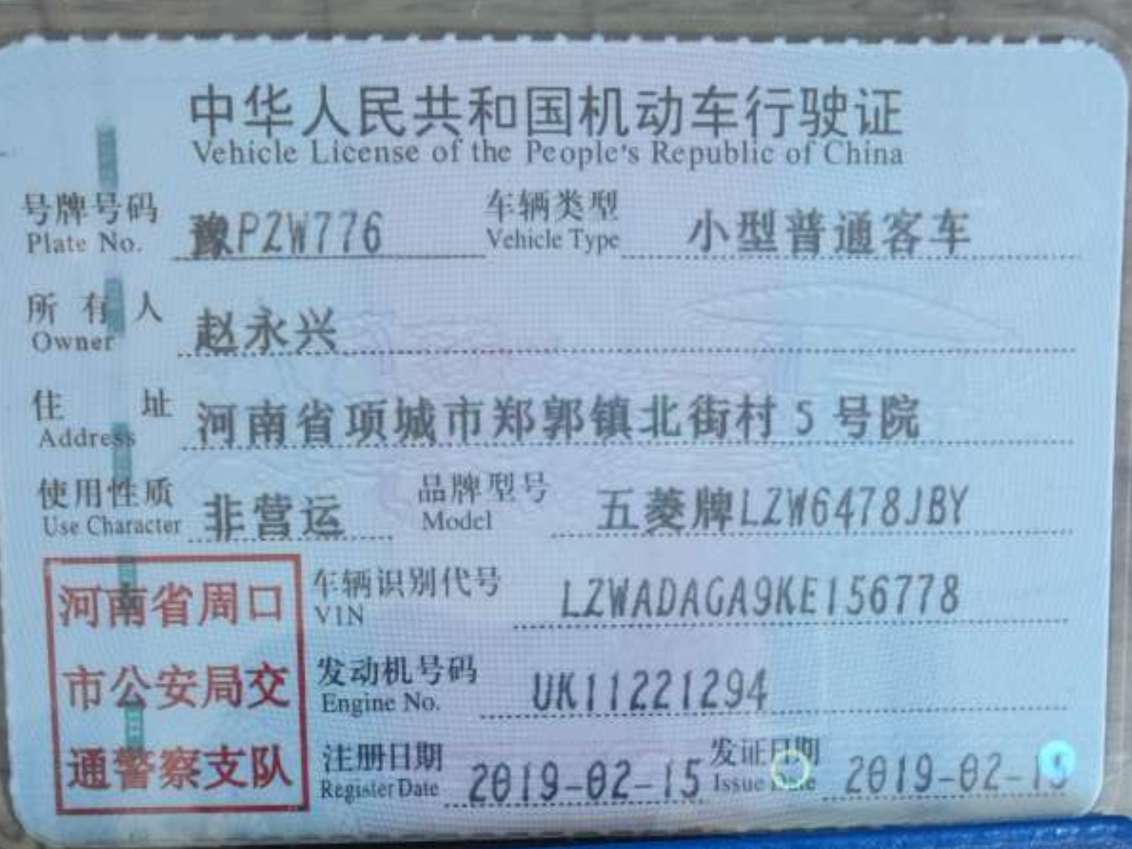 中华人民共和国机动车行驶证
Vehicle License of the People's Republic of China
号牌号码 豫PZW776 车辆类型 小型普通客车
Plate No. Vehicle Type
所有人 赵永兴
Owner
住址 河南省项城市郑郭镇北街村5号院
Address
使用性质 非营运 品牌型号 五菱牌LZW6478JBY
Use Character Model
河南省周口
市公安局交
通警察支队
车辆识别代号 LZWADAGA9KE156778
VIN
发动机号码 UK11221294
Engine No.
注册日期 2019-02-15 发证日期 2019-02-15
Register Date Issue Date